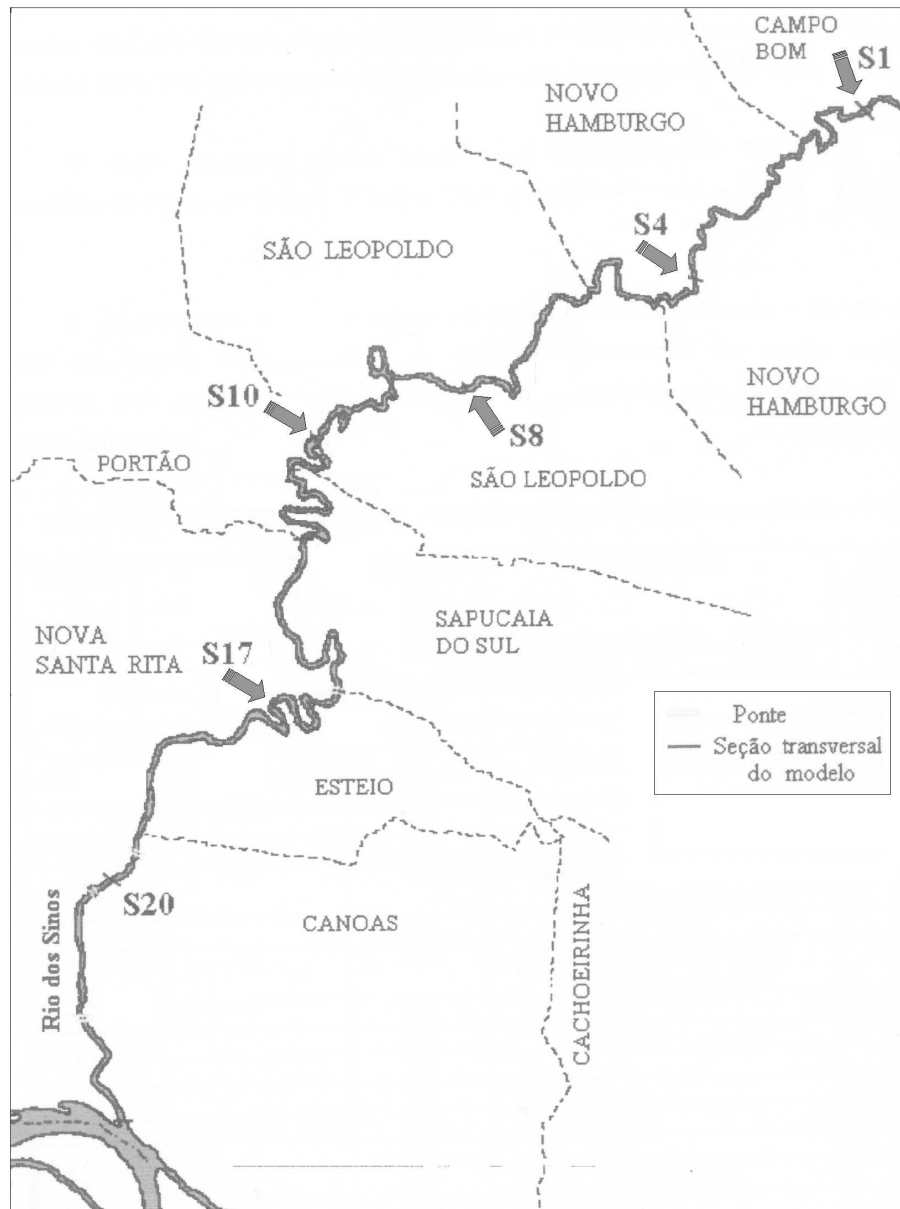 CAMPO
BOM
S1
NOVO
HAMBURGO
S4
SÃO LEOPOLDO
S10
S8
NOVO
HAMBURGO
PORTÃO
SÃO LEOPOLDO
NOVA
SANTA RITA
S17
SAPUCAIA
DO SUL
Ponte
Seção transversal
do modelo
ESTEIO
S20
CANOAS
Rio dos Sinos
CACHOEIRINHA